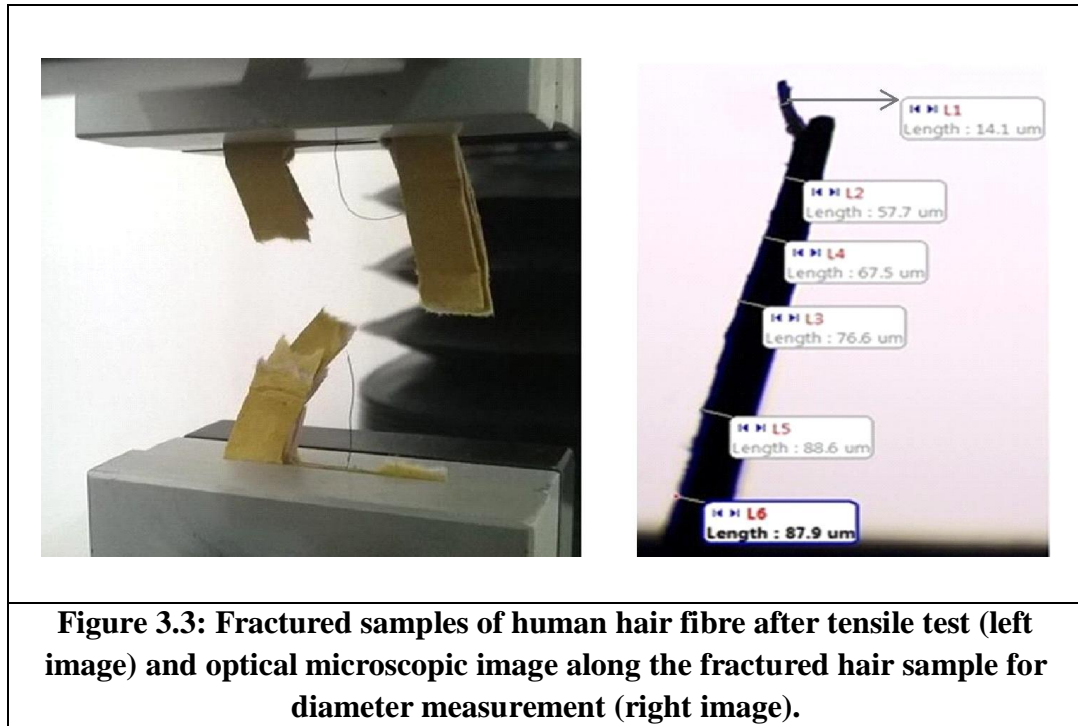 L1
Length : 14.1 um
L2
Length : 57.7 um
L4
Length : 67.5 um
L3
Length : 76.6 um
L5
Length : 88.6 um
L6
Length : 87.9 um
Figure 3.3: Fractured samples of human hair fibre after tensile test (left
image) and optical microscopic image along the fractured hair sample for
diameter measurement (right image).